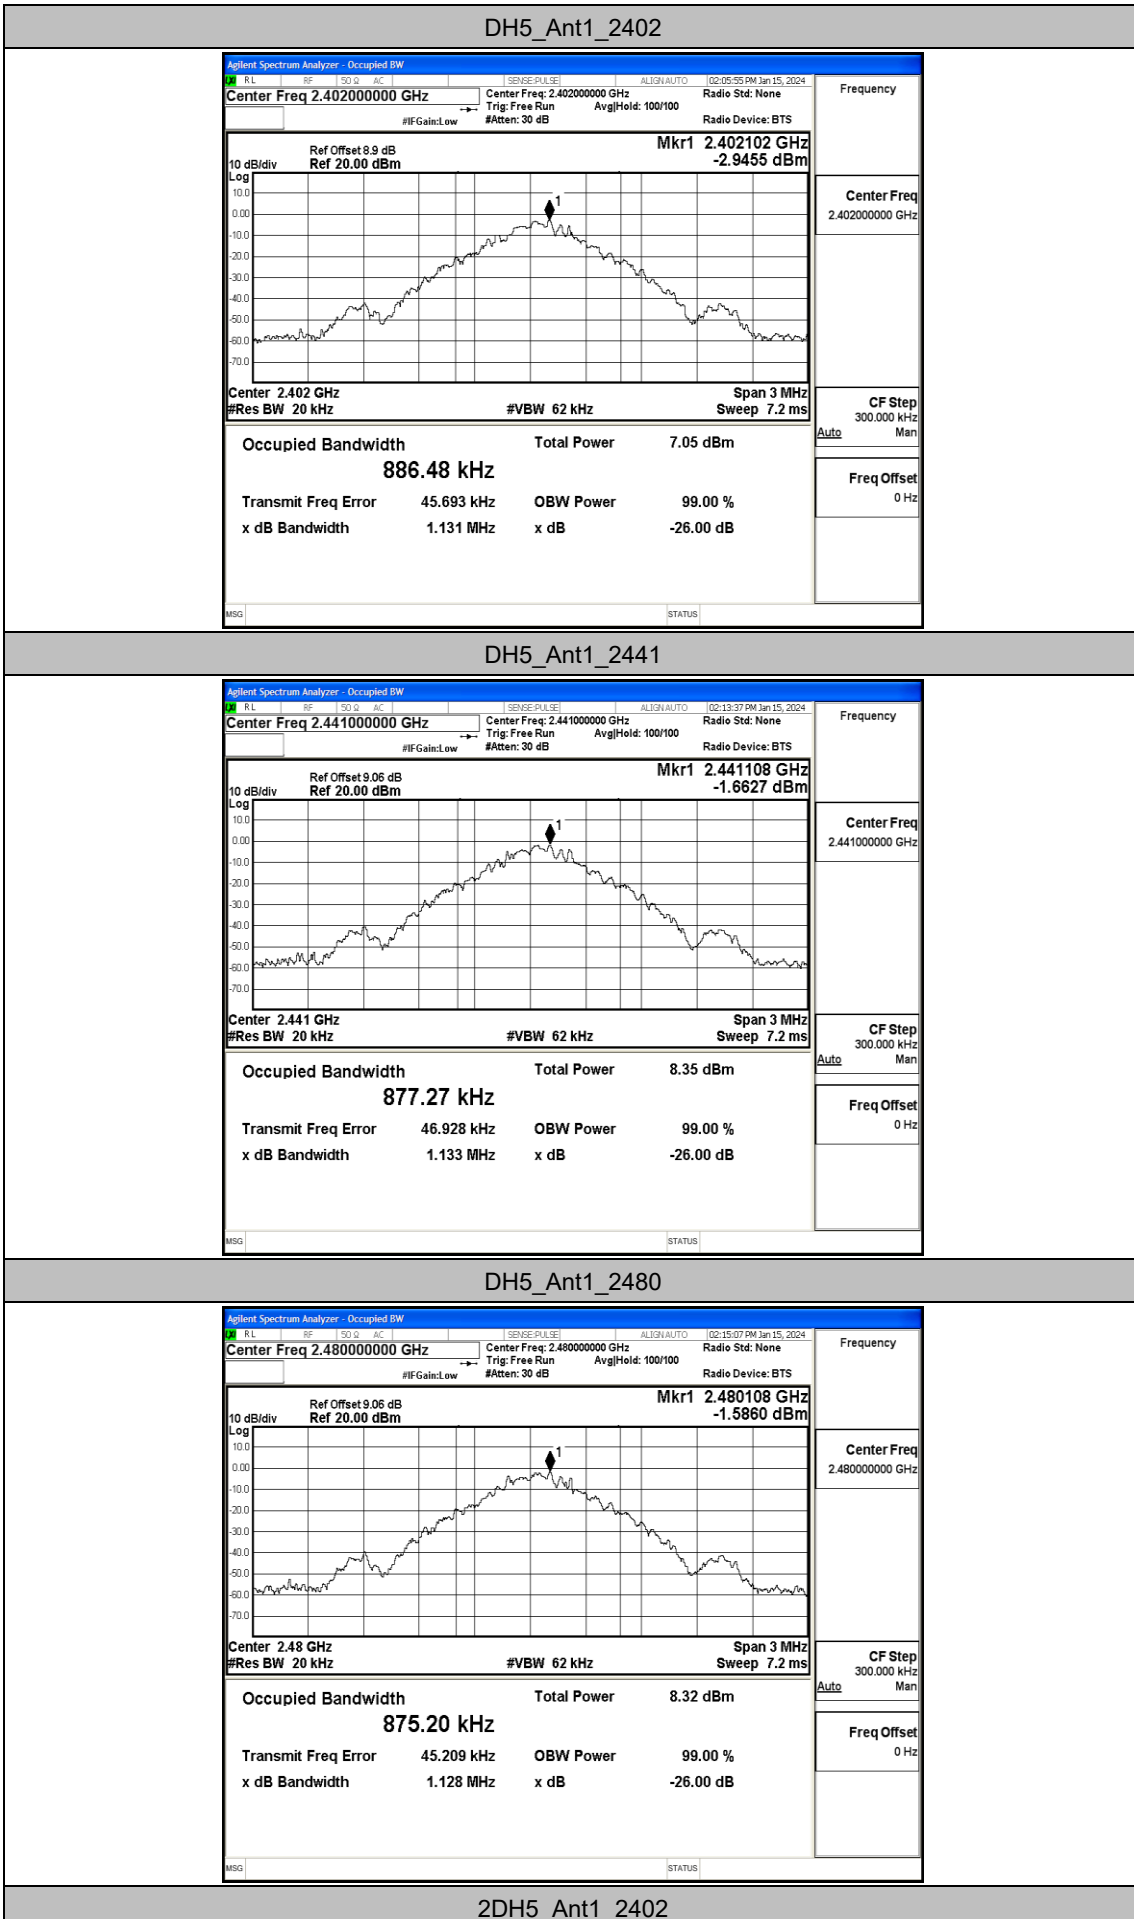 DH5_Ant1_2402
Agilent Spectrum Analyzer - Occupied BW
RL RF 50 Ω AC SENSE:PULSE ALIGN AUTO 02:05:55 PM Jan 15, 2024
Center Freq 2.402000000 GHz
Center Freq: 2.402000000 GHz
Radio Std: None
Trig: Free Run Avg|Hold: 100/100
#IFGain:Low #Atten: 30 dB Radio Device: BTS
Frequency
Mkr1 2.402102 GHz
-2.9455 dBm
Ref Offset 8.9 dB
10 dB/div Ref 20.00 dBm
Log
10.0
0.00
-10.0
-20.0
-30.0
-40.0
-50.0
-60.0
-70.0
1
Center Freq
2.402000000 GHz
Center 2.402 GHz Span 3 MHz
#Res BW 20 kHz #VBW 62 kHz Sweep 7.2 ms
CF Step
300.000 kHz
Auto Man
Occupied Bandwidth Total Power 7.05 dBm
886.48 kHz
Transmit Freq Error 45.693 kHz OBW Power 99.00 %
x dB Bandwidth 1.131 MHz x dB -26.00 dB
Freq Offset
0 Hz
MSG STATUS
DH5_Ant1_2441
Agilent Spectrum Analyzer - Occupied BW
RL RF 50 Ω AC SENSE:PULSE ALIGN AUTO 02:13:37 PM Jan 15, 2024
Center Freq 2.441000000 GHz
Center Freq: 2.441000000 GHz
Radio Std: None
Trig: Free Run Avg|Hold: 100/100
#IFGain:Low #Atten: 30 dB Radio Device: BTS
Frequency
Mkr1 2.441108 GHz
-1.6627 dBm
Ref Offset 9.06 dB
10 dB/div Ref 20.00 dBm
Log
10.0
0.00
-10.0
-20.0
-30.0
-40.0
-50.0
-60.0
-70.0
1
Center Freq
2.441000000 GHz
Center 2.441 GHz Span 3 MHz
#Res BW 20 kHz #VBW 62 kHz Sweep 7.2 ms
CF Step
300.000 kHz
Auto Man
Occupied Bandwidth Total Power 8.35 dBm
877.27 kHz
Transmit Freq Error 46.928 kHz OBW Power 99.00 %
x dB Bandwidth 1.133 MHz x dB -26.00 dB
Freq Offset
0 Hz
MSG STATUS
DH5_Ant1_2480
Agilent Spectrum Analyzer - Occupied BW
RL RF 50 Ω AC SENSE:PULSE ALIGN AUTO 02:15:07 PM Jan 15, 2024
Center Freq 2.480000000 GHz
Center Freq: 2.480000000 GHz
Radio Std: None
Trig: Free Run Avg|Hold: 100/100
#IFGain:Low #Atten: 30 dB Radio Device: BTS
Frequency
Mkr1 2.480108 GHz
-1.5860 dBm
Ref Offset 9.06 dB
10 dB/div Ref 20.00 dBm
Log
10.0
0.00
-10.0
-20.0
-30.0
-40.0
-50.0
-60.0
-70.0
1
Center Freq
2.480000000 GHz
Center 2.48 GHz Span 3 MHz
#Res BW 20 kHz #VBW 62 kHz Sweep 7.2 ms
CF Step
300.000 kHz
Auto Man
Occupied Bandwidth Total Power 8.32 dBm
875.20 kHz
Transmit Freq Error 45.209 kHz OBW Power 99.00 %
x dB Bandwidth 1.128 MHz x dB -26.00 dB
Freq Offset
0 Hz
MSG STATUS
2DH5_Ant1_2402